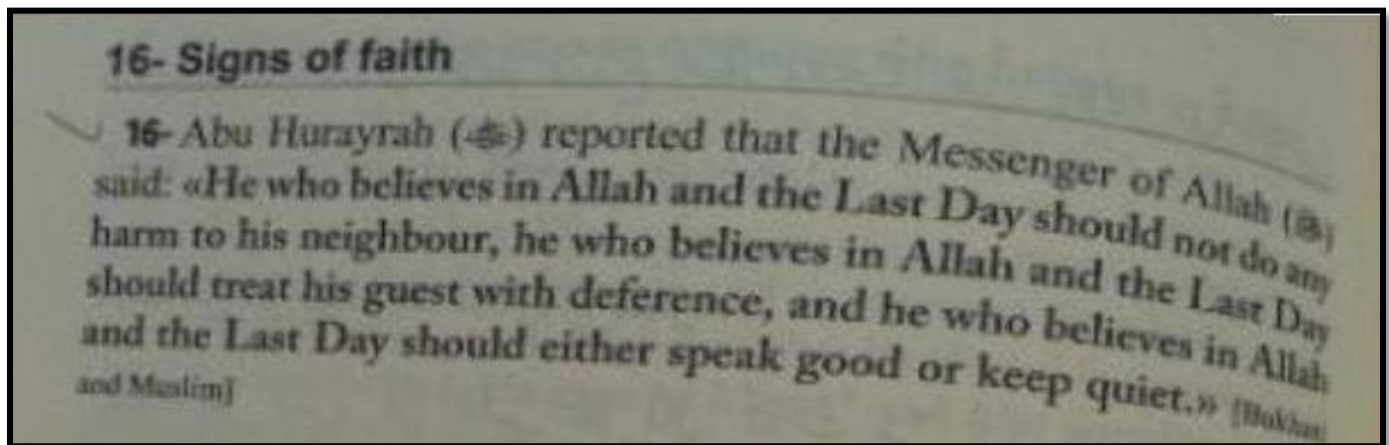 16- Signs of faith
16- Abu Hurayrah (رضي الله عنه) reported that the Messenger of Allah (ﷺ)
said: «He who believes in Allah and the Last Day should not do any
harm to his neighbour, he who believes in Allah and the Last Day
should treat his guest with deference, and he who believes in Allah
and the Last Day should either speak good or keep quiet.» [Bukhari
and Muslim]